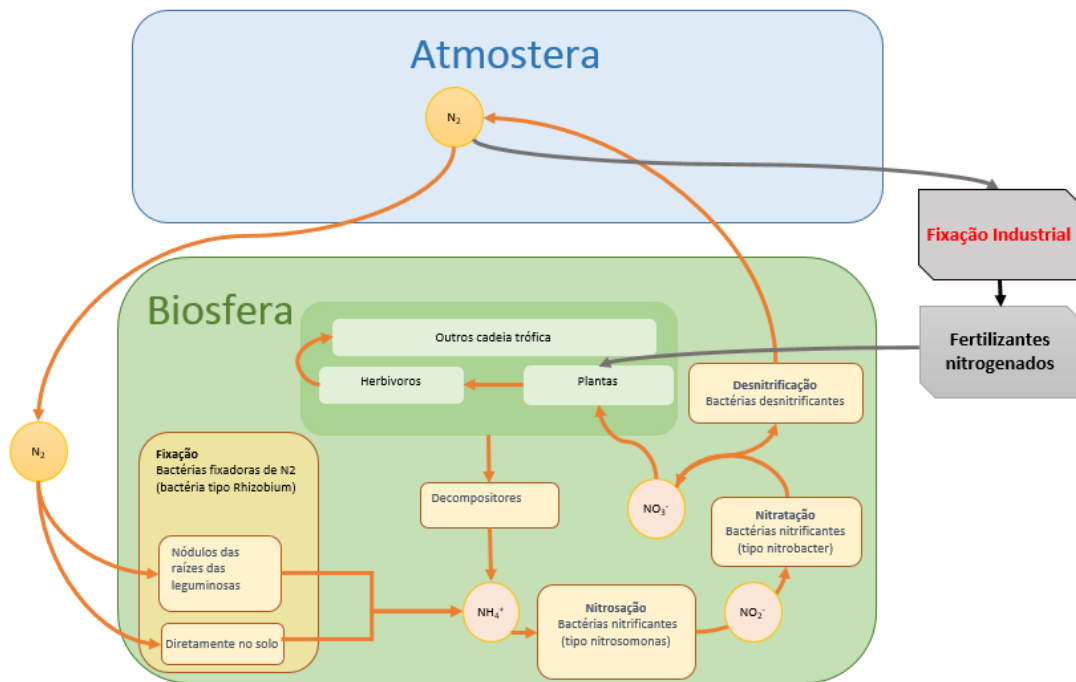 Atmostera
N₂
Fixação Industrial
Biosfera
Outros cadeia trófica
Herbivoros
Plantas
Fertilizantes
nitrogenados
Desnitrificação
Bactérias desnitrificantes
N₂
Fixação
Bactérias fixadoras de N2
(bactéria tipo Rhizobium)
Decompositores
NO₃⁻
Nitratação
Bactérias nitrificantes
(tipo nitrobacter)
Nódulos das
raízes das
leguminosas
NH₄⁺
Nitrosação
Bactérias nitrificantes
(tipo nitrosomonas)
NO₂⁻
Diretamente no solo